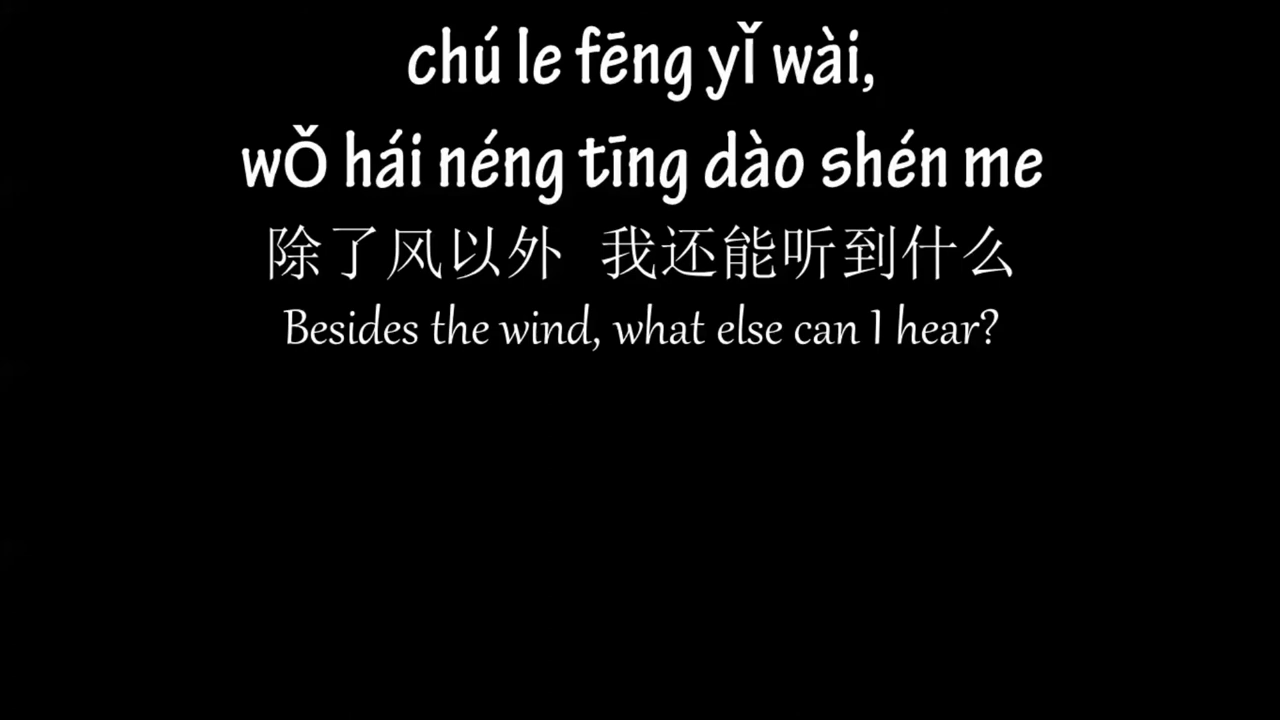 chú le fēng yǐ wài,
wǒ hái néng tīng dào shén me
除了风以外 我还能听到什么
Besides the wind, what else can I hear?